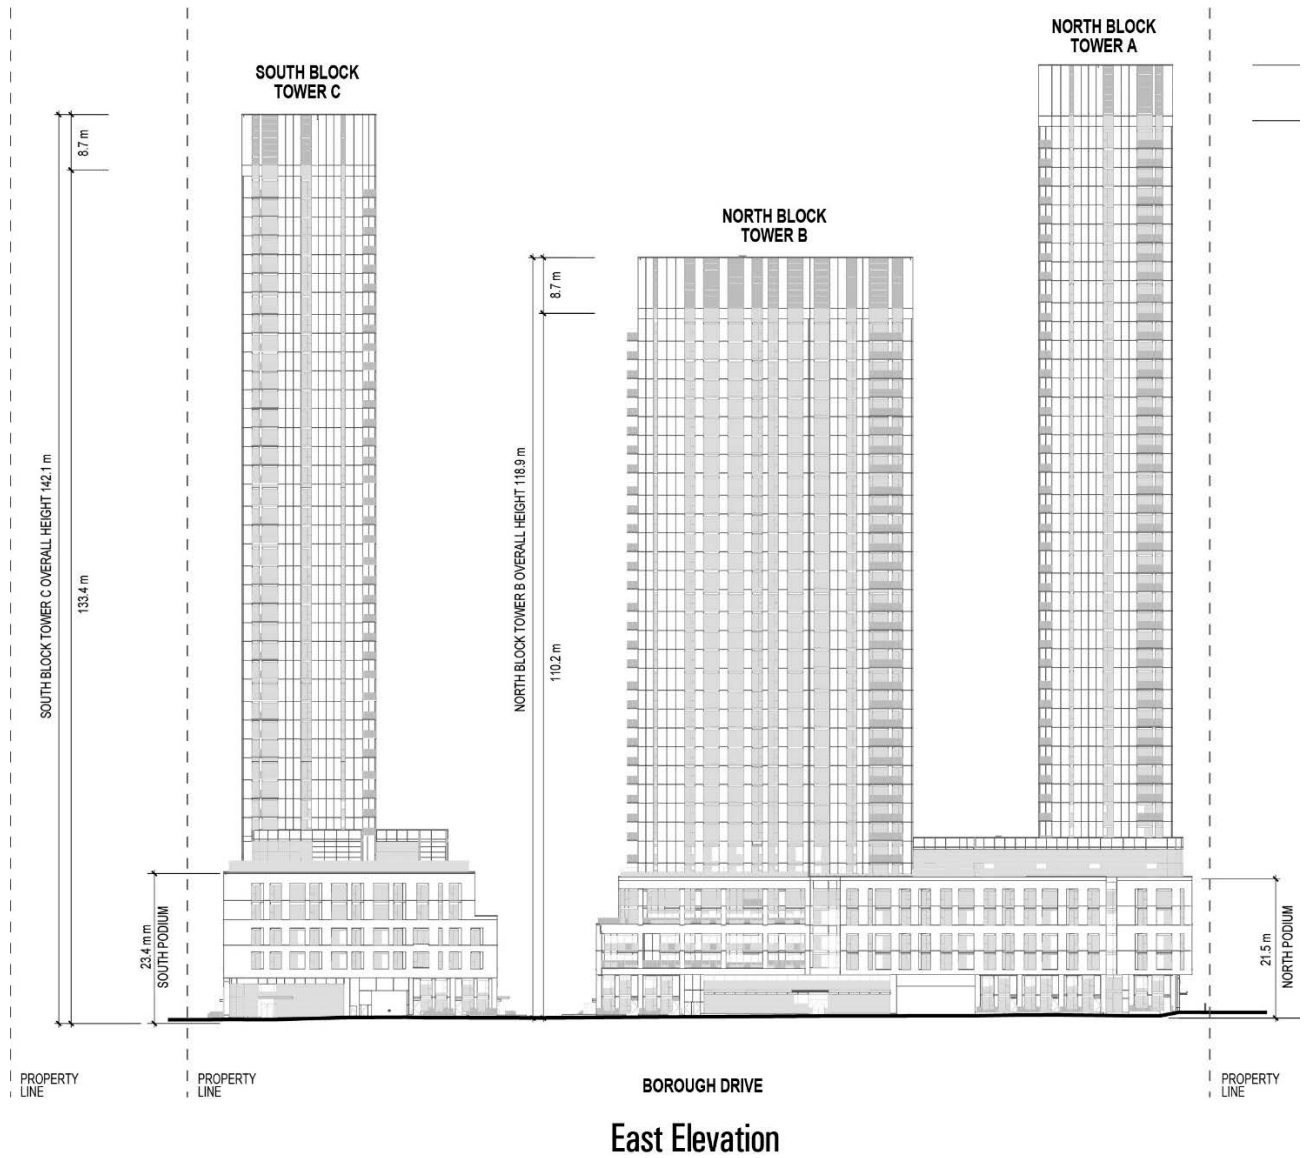 NORTH BLOCK
TOWER A
SOUTH BLOCK
TOWER C
8.7 m
NORTH BLOCK
TOWER B
8.7 m
SOUTH BLOCK TOWER C OVERALL HEIGHT 142.1 m
133.4 m
NORTH BLOCK TOWER B OVERALL HEIGHT 118.9 m
110.2 m
23.4 m m
SOUTH PODIUM
21.5 m
NORTH PODIUM
PROPERTY
LINE
PROPERTY
LINE
BOROUGH DRIVE
PROPERTY
LINE
East Elevation